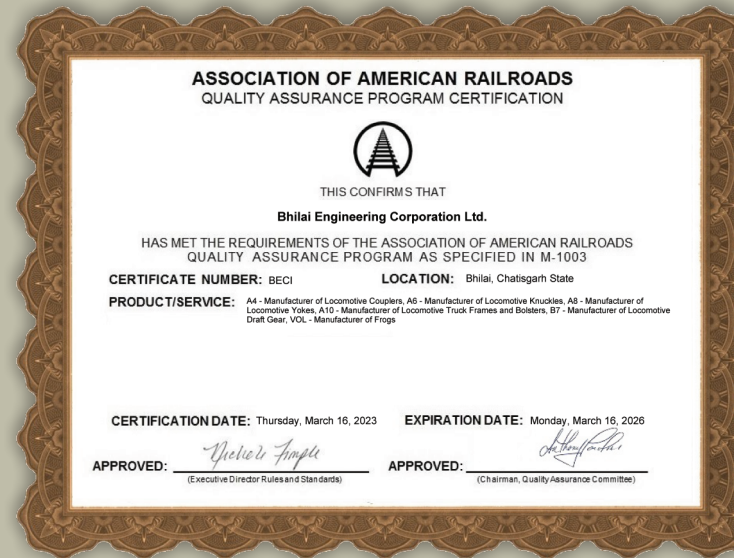 ASSOCIATION OF AMERICAN RAILROADS
QUALITY ASSURANCE PROGRAM CERTIFICATION
THIS CONFIRMS THAT
Bhilai Engineering Corporation Ltd.
HAS MET THE REQUIREMENTS OF THE ASSOCIATION OF AMERICAN RAILROADS
QUALITY ASSURANCE PROGRAM AS SPECIFIED IN M-1003
CERTIFICATE NUMBER: BECI LOCATION: Bhilai, Chatisgarh State
PRODUCT/SERVICE: A4 - Manufacturer of Locomotive Couplers, A6 - Manufacturer of Locomotive Knuckles, A8 - Manufacturer of
Locomotive Yokes, A10 - Manufacturer of Locomotive Truck Frames and Bolsters, B7 - Manufacturer of Locomotive
Draft Gear, VOL - Manufacturer of Frogs
CERTIFICATION DATE: Thursday, March 16, 2023 EXPIRATION DATE: Monday, March 16, 2026
APPROVED: APPROVED:
(Executive Director Rules and Standards) (Chairman, Quality Assurance Committee)